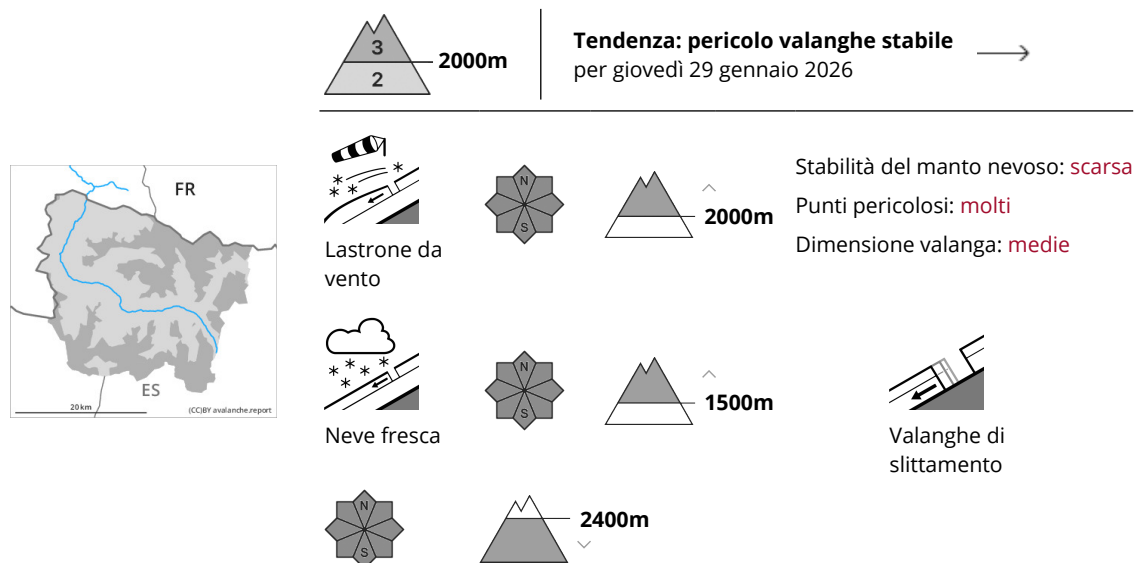 3
2
2000m
Tendenza: pericolo valanghe stabile
per giovedì 29 gennaio 2026
FR
ES
20 km
(CC)BY avalanche.report
N
S
2000m
Lastrone da
vento
Stabilità del manto nevoso: scarsa
Punti pericolosi: molti
Dimensione valanga: medie
N
S
1500m
Neve fresca
Valanghe di
slittamento
N
S
2400m